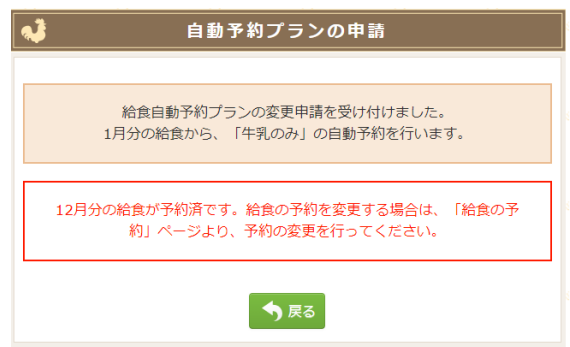 自動予約プランの申請
給食自動予約プランの変更申請を受け付けました。
1月分の給食から、「牛乳のみ」の自動予約を行います。
12月分の給食が予約済です。給食の予約を変更する場合は、「給食の予
約」ページより、予約の変更を行ってください。
戻る